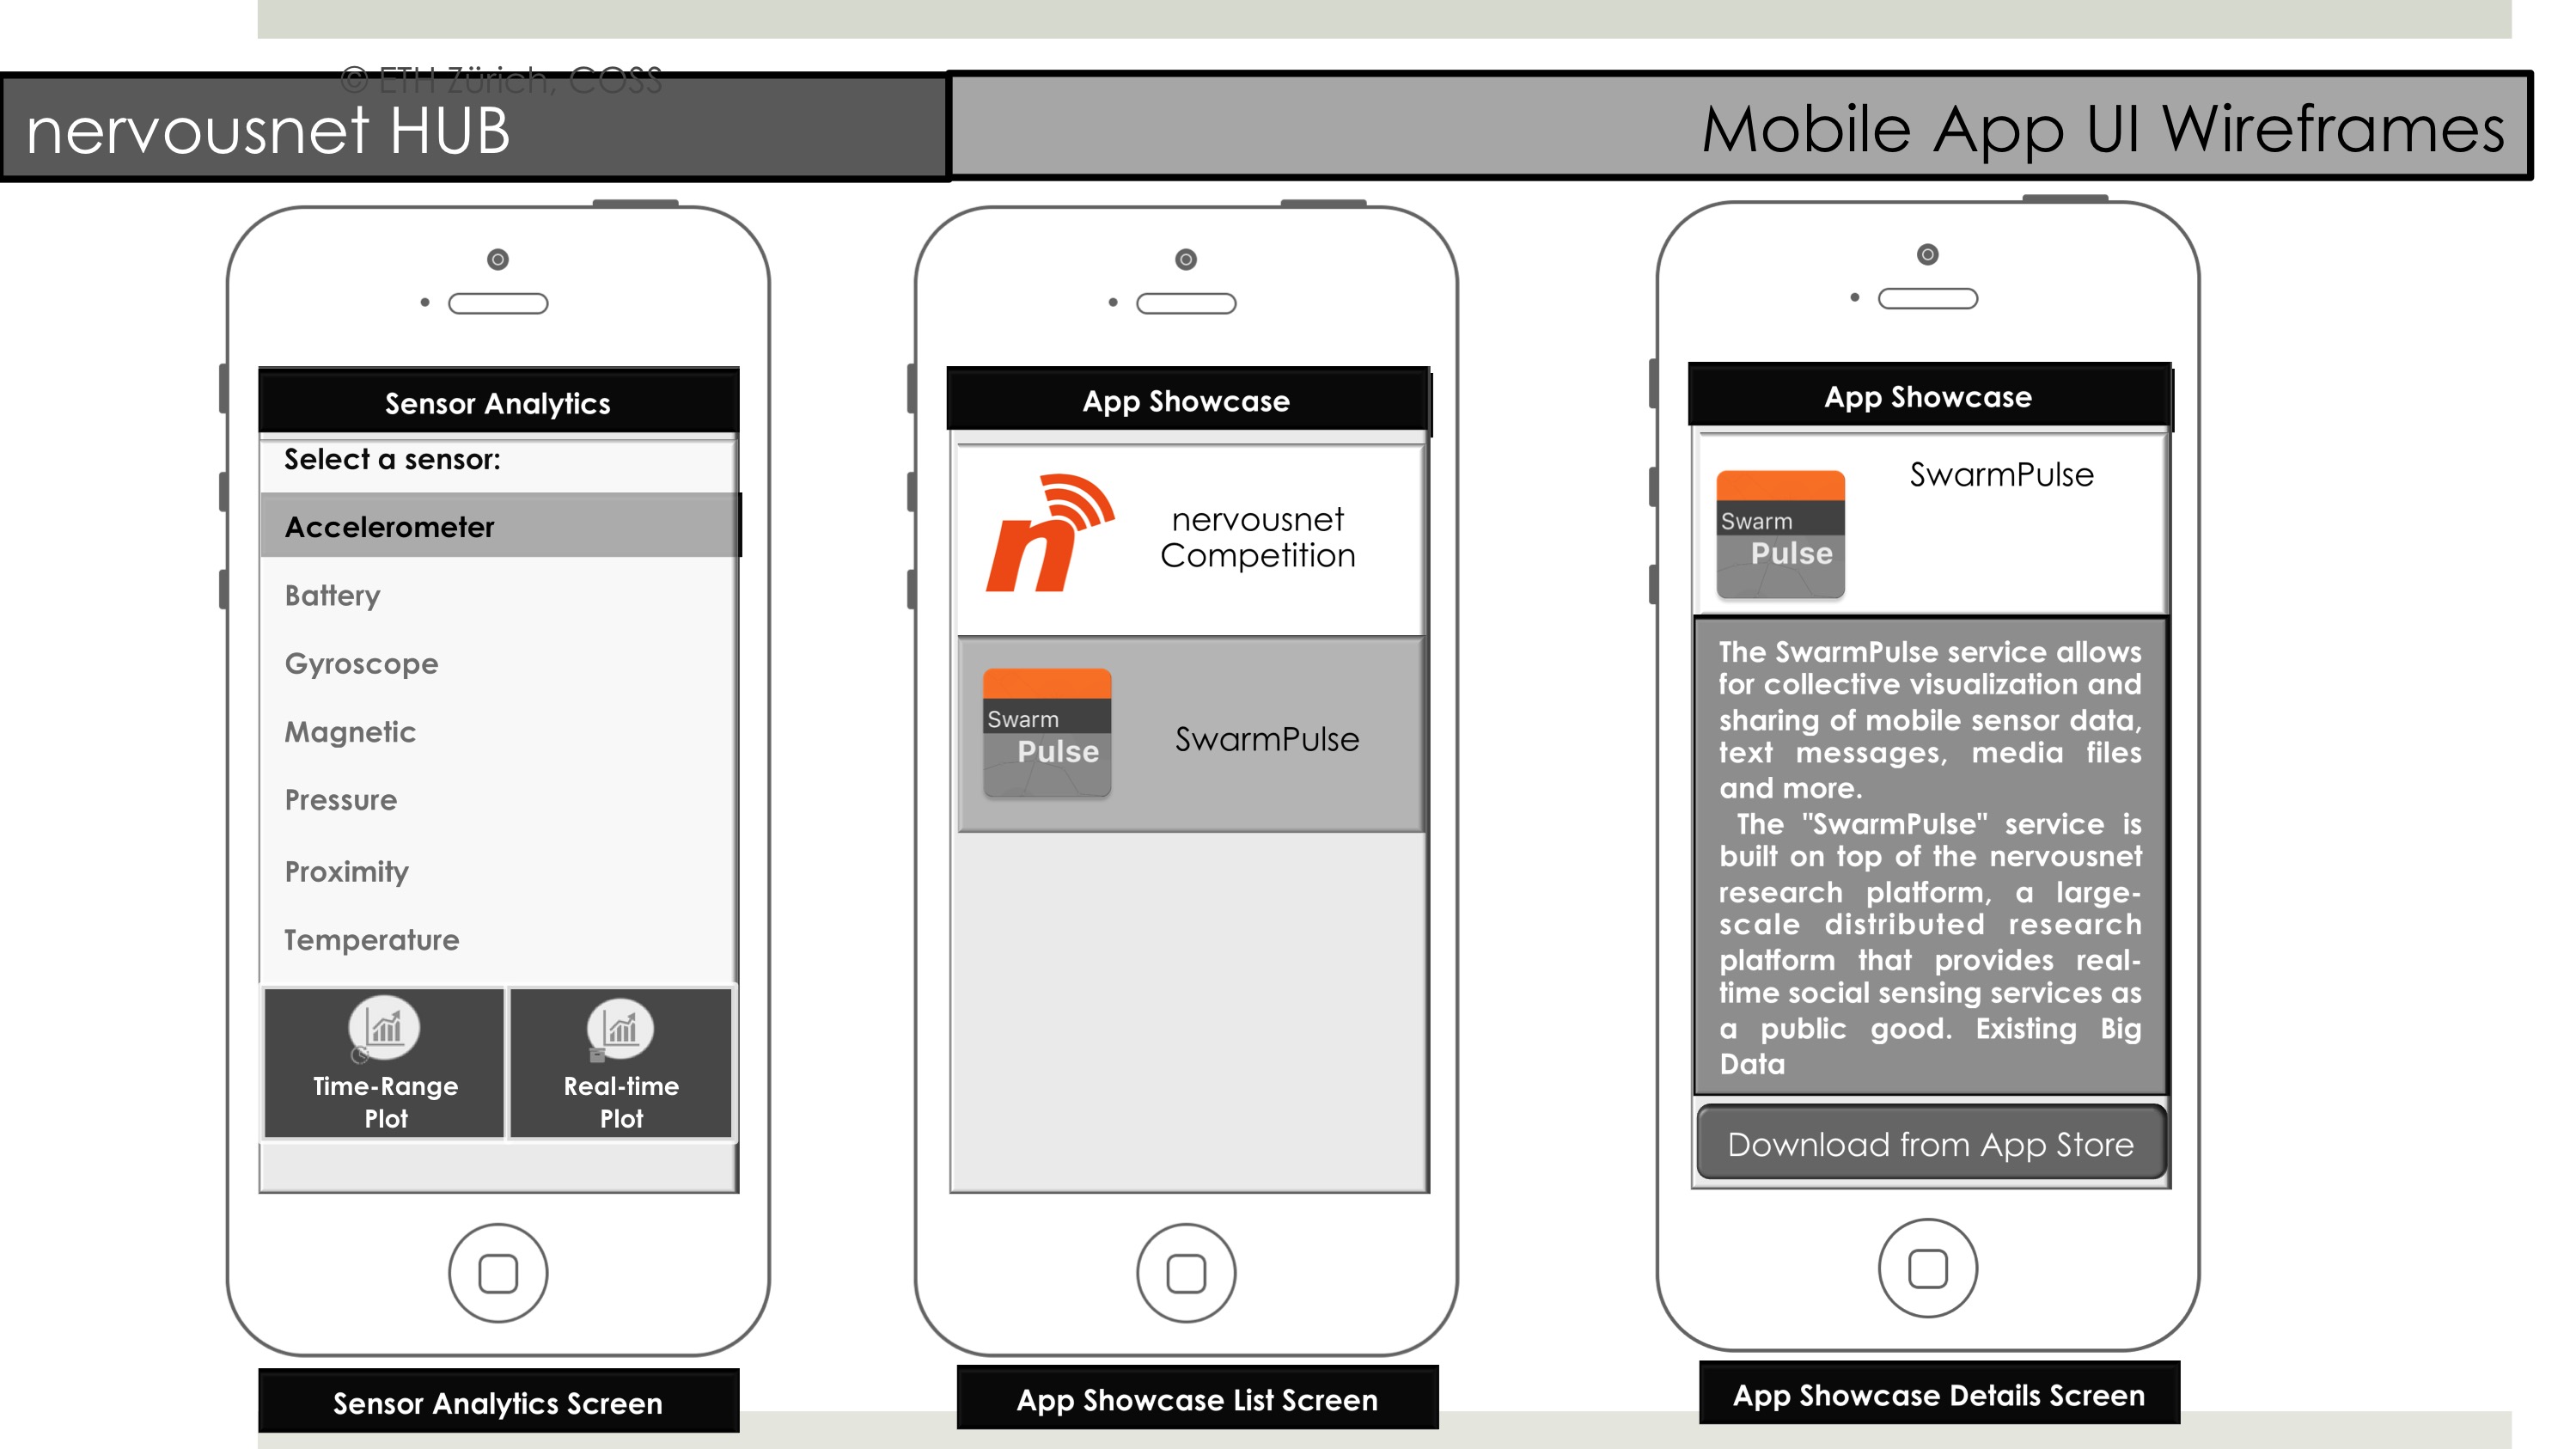 © ETH Zürich, COSS
nervousnet HUB
Mobile App UI Wireframes
Sensor Analytics
Select a sensor:
Accelerometer
Battery
Gyroscope
Magnetic
Pressure
Proximity
Temperature
Time-Range
Plot
Real-time
Plot
Sensor Analytics Screen
App Showcase
n
nervousnet
Competition
Swarm
Pulse
SwarmPulse
App Showcase List Screen
App Showcase
Swarm
Pulse
SwarmPulse
The SwarmPulse service allows
for collective visualization and
sharing of mobile sensor data,
text messages, media files
and more.
The "SwarmPulse" service is
built on top of the nervousnet
research platform, a large-
scale distributed research
platform that provides real-
time social sensing services as
a public good. Existing Big
Data
Download from App Store
App Showcase Details Screen